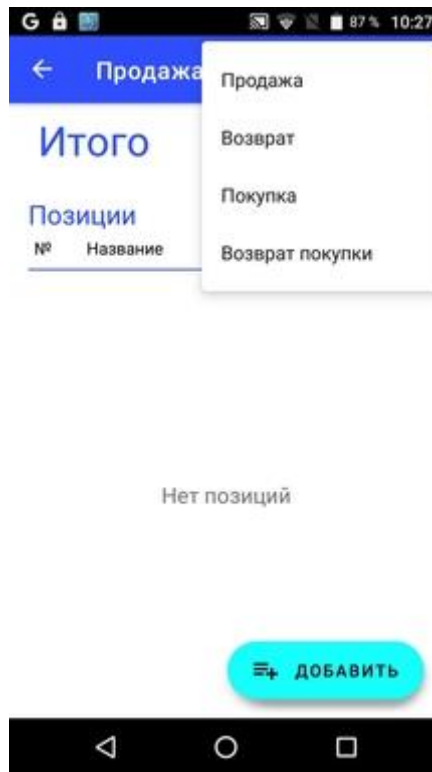 G 87% 10:27
Продажа
Продажа
Возврат
Покупка
Возврат покупки
Итого
Позиции
№ Название
Нет позиций
ДОБАВИТЬ